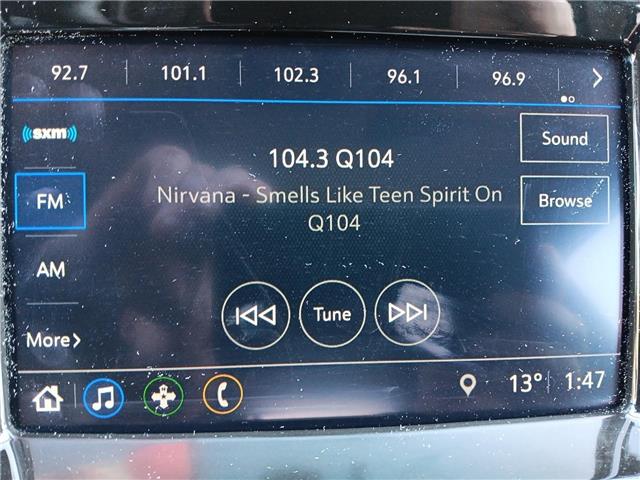 92.7 101.1 102.3 96.1 96.9
sxm
104.3 Q104
Sound
FM
Nirvana - Smells Like Teen Spirit On
Q104
Browse
AM
Tune
More
13° 1:47